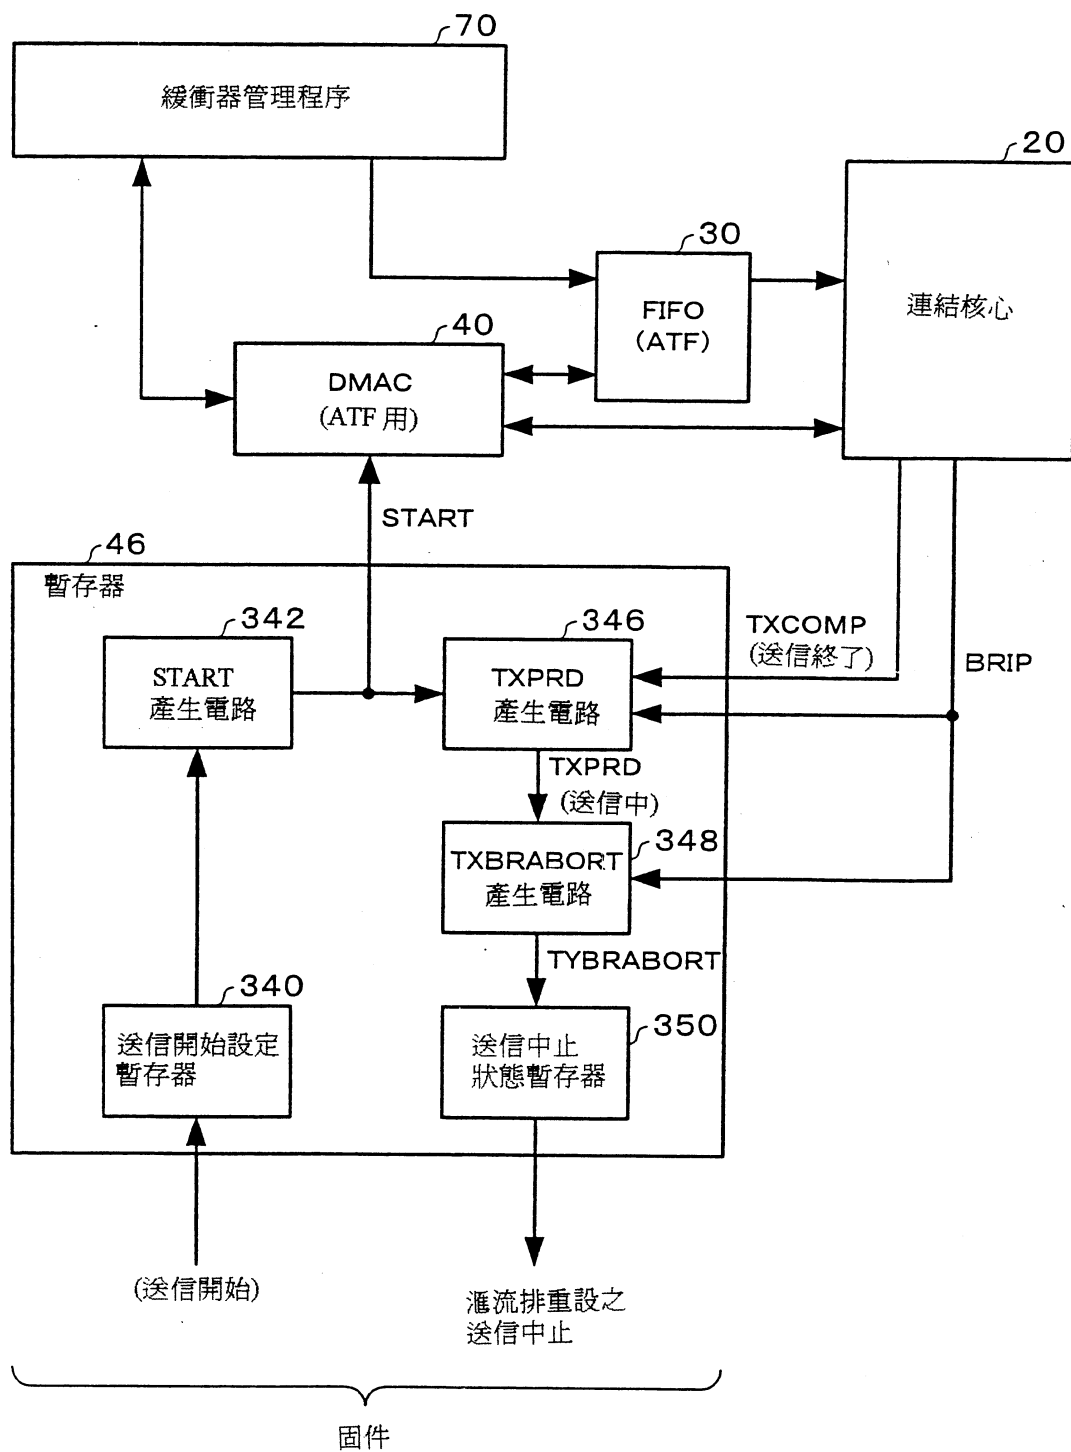 70
緩衝器管理程序
20
連結核心
30
FIFO
(ATF)
40
DMAC
(ATF 用)
START
46
暫存器
342
START
產生電路
346
TXPRD
產生電路
TXCOMP
(送信終了)
BRIP
TXPRD
(送信中)
348
TXBRABORT
產生電路
TYBRABORT
340
送信開始設定
暫存器
350
送信中止
狀態暫存器
(送信開始)
滙流排重設之
送信中止
固件